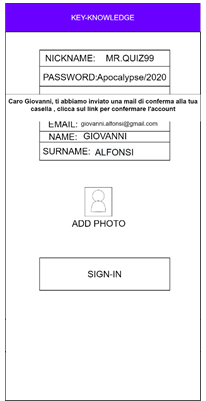 KEY-KNOWLEDGE
NICKNAME: MR.QUIZ99
PASSWORD:Apocalypse/2020
Caro Giovanni, ti abbiamo inviato una mail di conferma alla tua
casella , clicca sul link per confermare l'account
EMAIL: giovanni.alfonsi@gmail.com
NAME: GIOVANNI
SURNAME: ALFONSI
ADD PHOTO
SIGN-IN